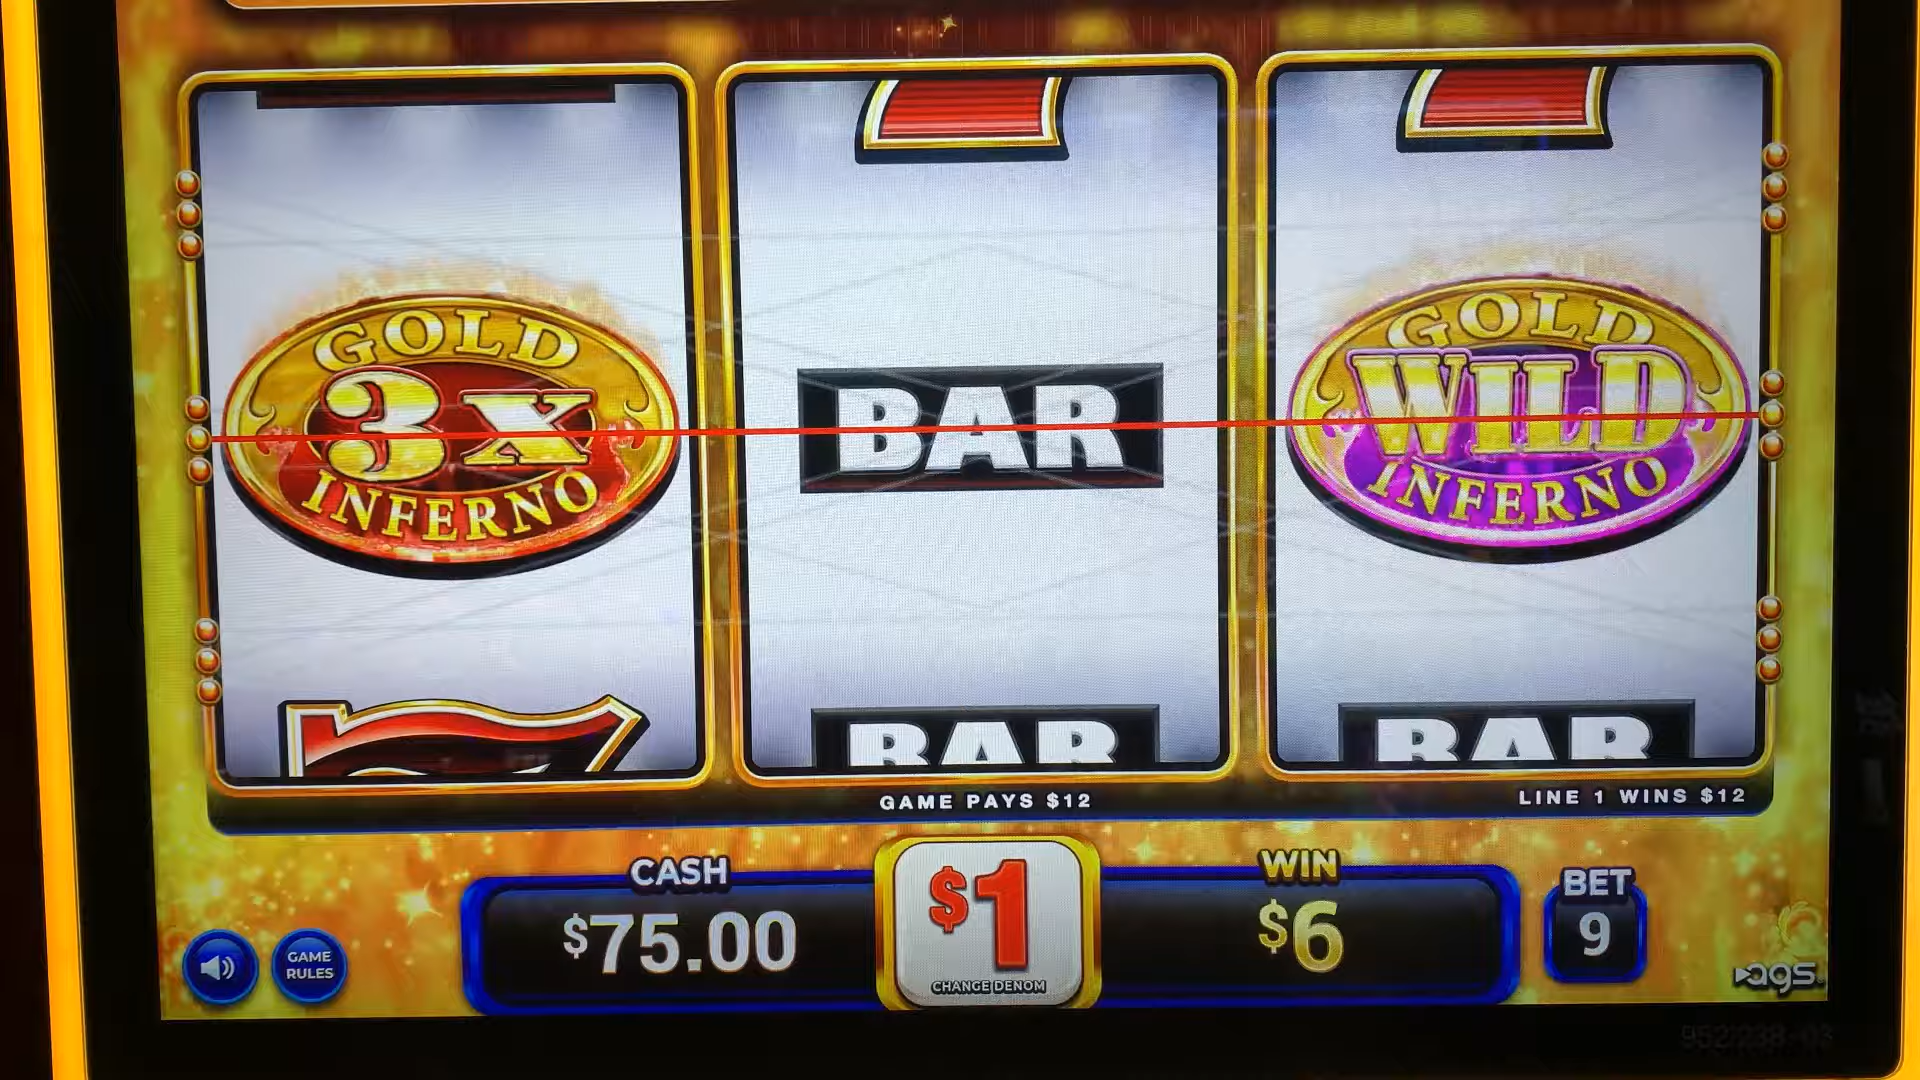 GOLD
3X
INFERNO
BAR
GOLD
WILD
INFERNO
BAR
BAR
GAME PAYS $12
LINE 1 WINS $12
CASH
$75.00
$1
CHANGE DENOM
WIN
$6
BET
9
GAME
RULES
ags